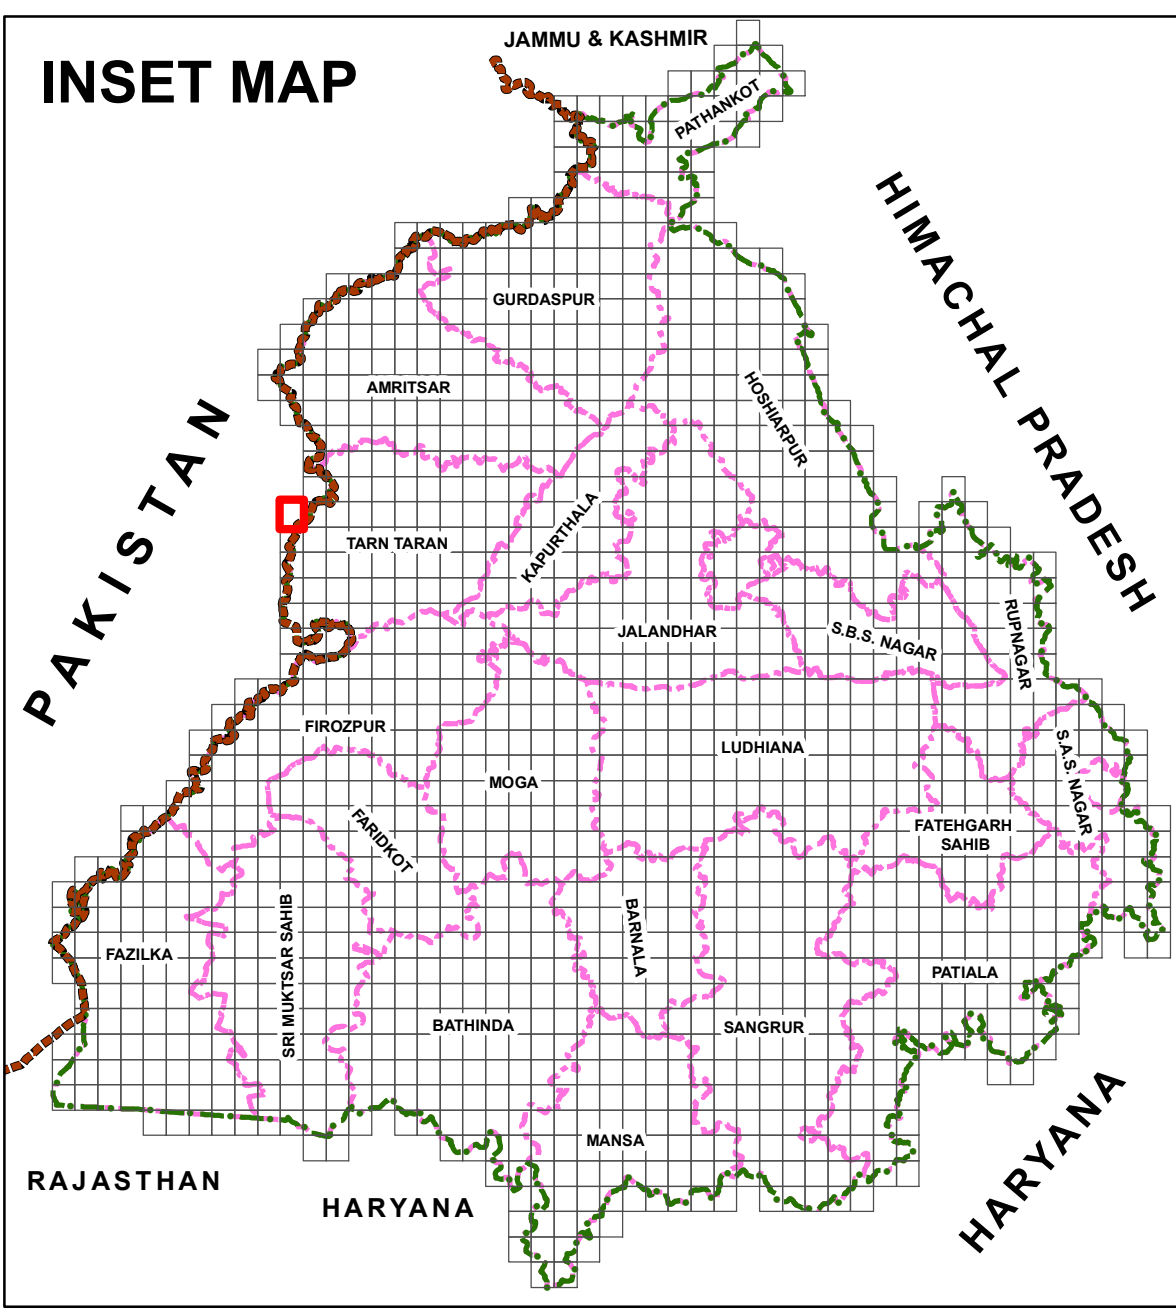 JAMMU & KASHMIR
INSET MAP
PATHANKOT
HIMACHAL PRADESH
GURDASPUR
AMRITSAR
HOSHIARPUR
PAKISTAN
KAPURTHALA
TARN TARAN
JALANDHAR
S.B.S. NAGAR
RUPNAGAR
FIROZPUR
LUDHIANA
S.A.S. NAGAR
MOGA
FARIDKOT
FATEHGARH
SAHIB
BARNALA
SRI MUKTSAR SAHIB
FAZILKA
PATIALA
BATHINDA
SANGRUR
MANSA
RAJASTHAN
HARYANA
HARYANA